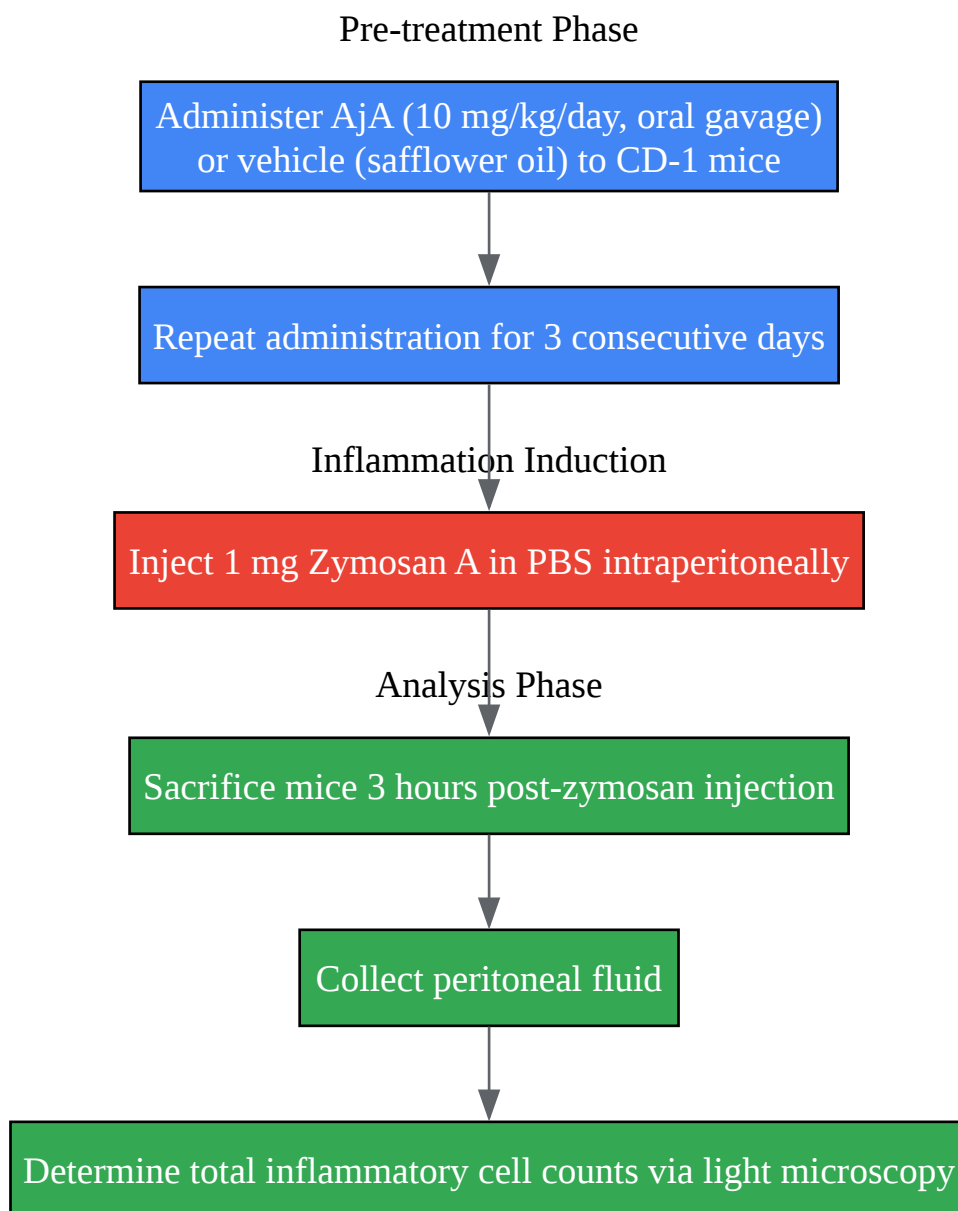 Pre-treatment Phase
Administer AjA (10 mg/kg/day, oral gavage)
or vehicle (safflower oil) to CD-1 mice
Repeat administration for 3 consecutive days
Inflammation Induction
Inject 1 mg Zymosan A in PBS intraperitoneally
Analysis Phase
Sacrifice mice 3 hours post-zymosan injection
Collect peritoneal fluid
Determine total inflammatory cell counts via light microscopy